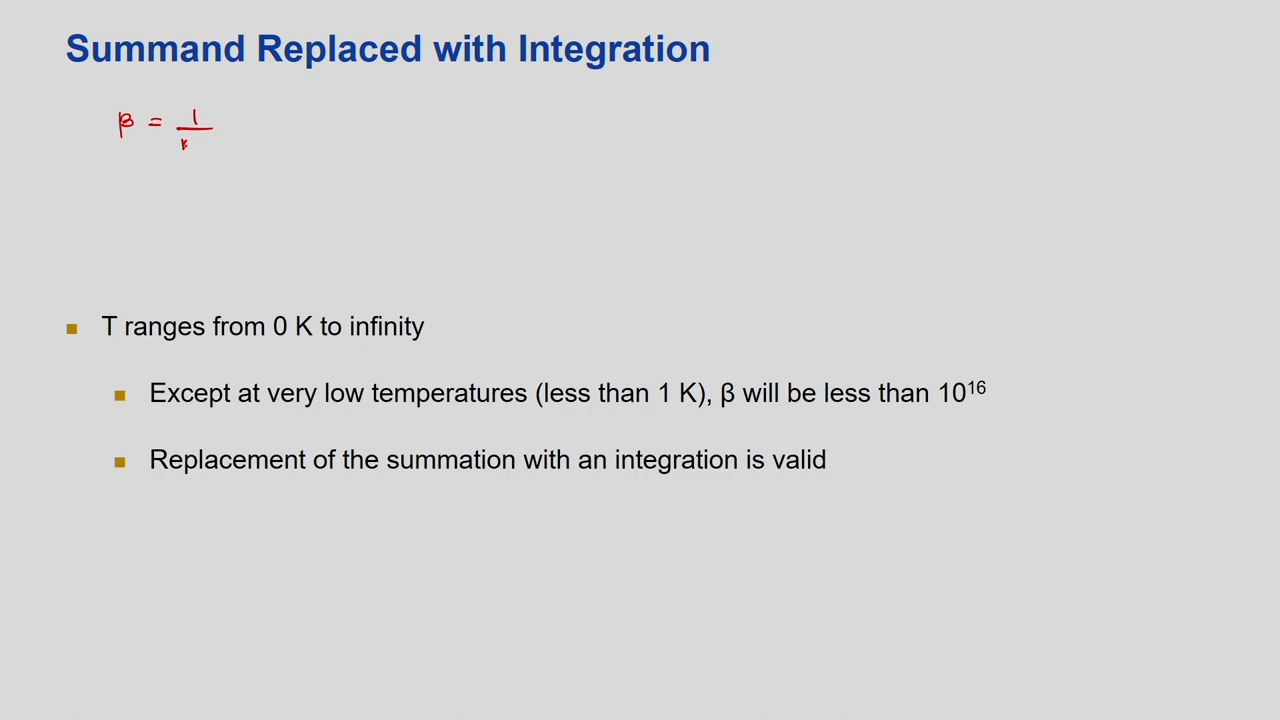 Summand Replaced with Integration
β = 1/k
T ranges from 0 K to infinity
Except at very low temperatures (less than 1 K), β will be less than 10¹⁶
Replacement of the summation with an integration is valid